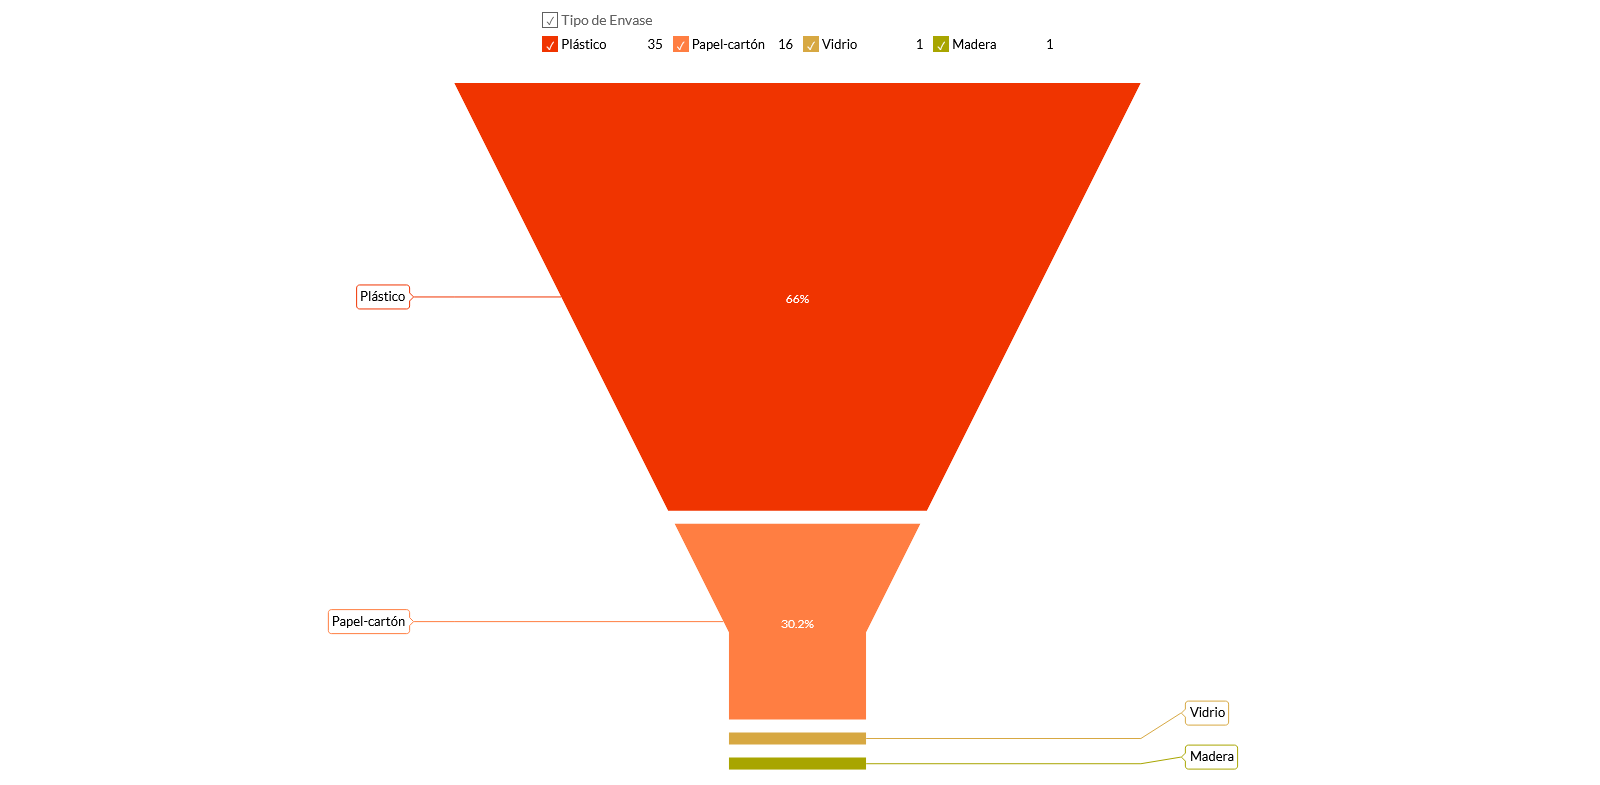 Tipo de Envase
Plástico 35 Papel-cartón 16 Vidrio 1 Madera 1
Plástico
66%
Papel-cartón
30.2%
Vidrio
Madera